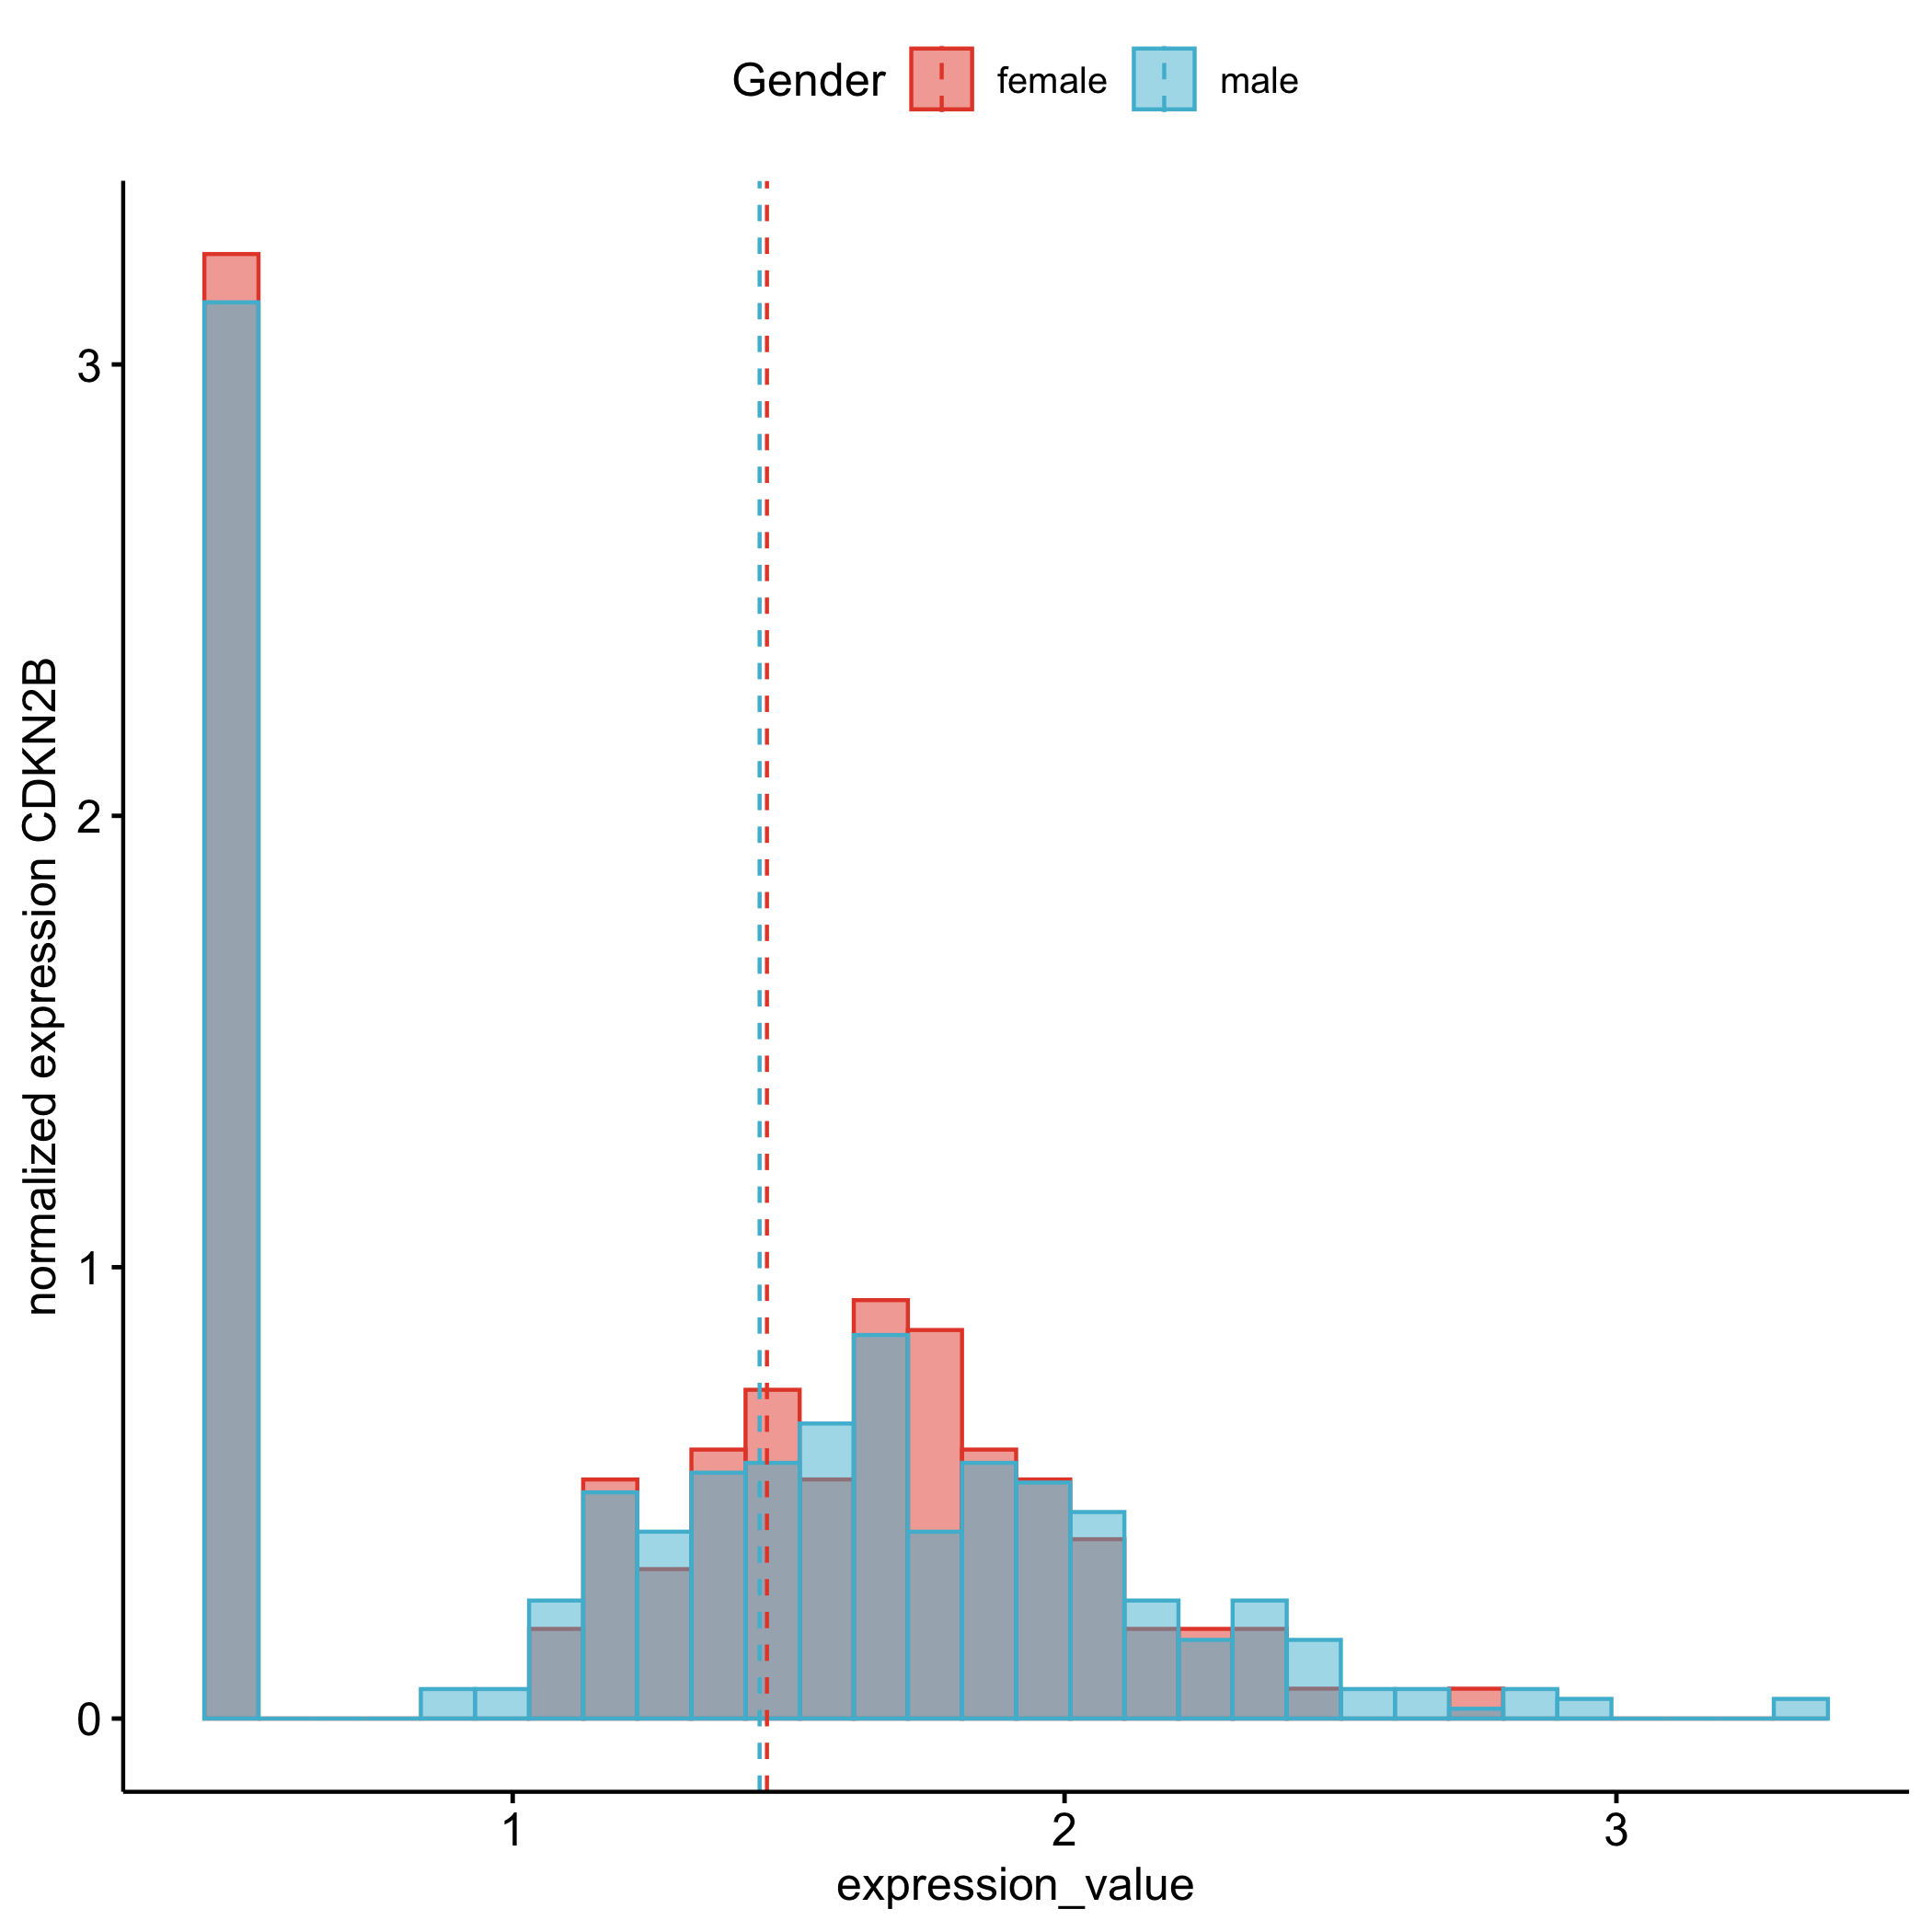 Gender female male
normalized expression CDKN2B
3
2
1
0
1 2 3
expression_value